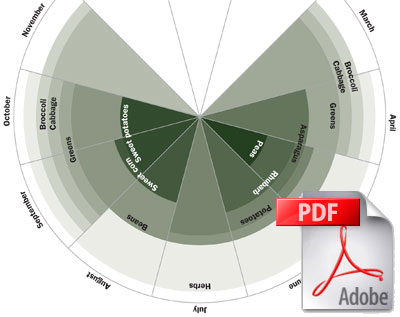 November
March
October
April
September
August
July
une
Broccoli
Cabbage
Greens
Sweet potatoes
Sweet corn
Beans
Herbs
Potatoes
Rhubarb
Peas
Asparagus
Greens
Cabbage
Broccoli
PDF
Adobe